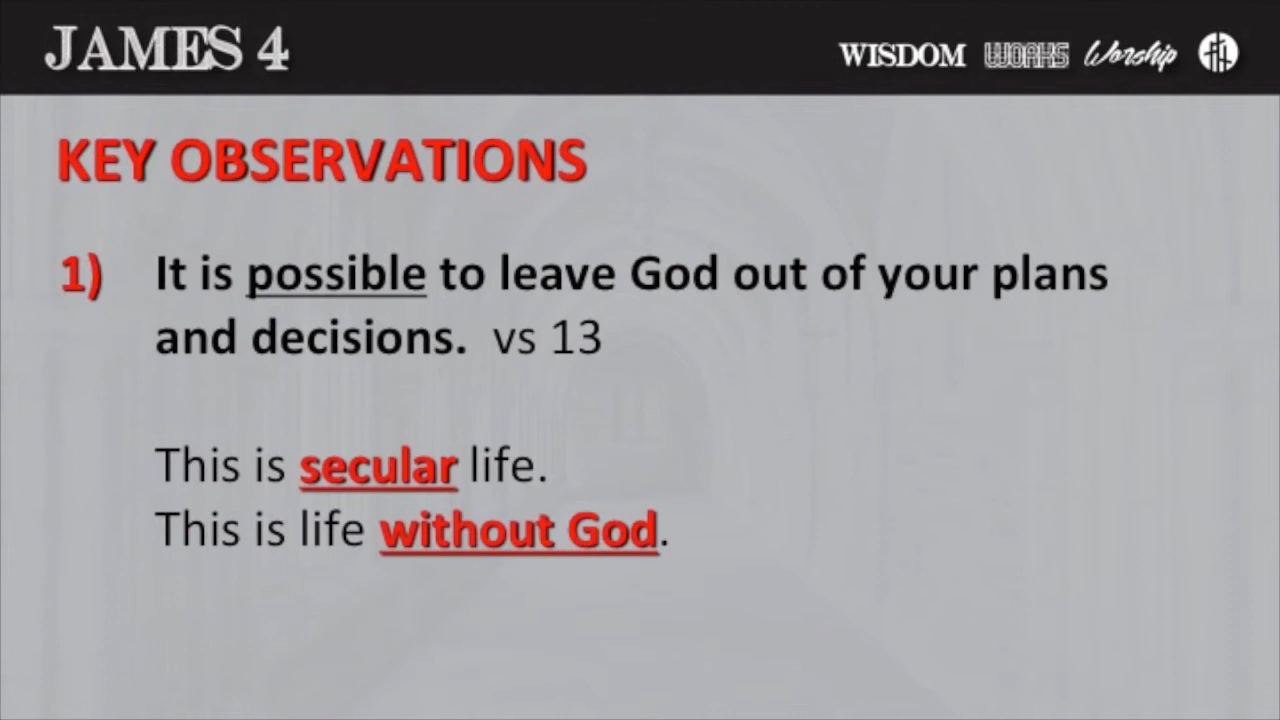 JAMES 4
WISDOM WORKS Worship
KEY OBSERVATIONS
1) It is possible to leave God out of your plans
and decisions. vs 13
This is secular life.
This is life without God.